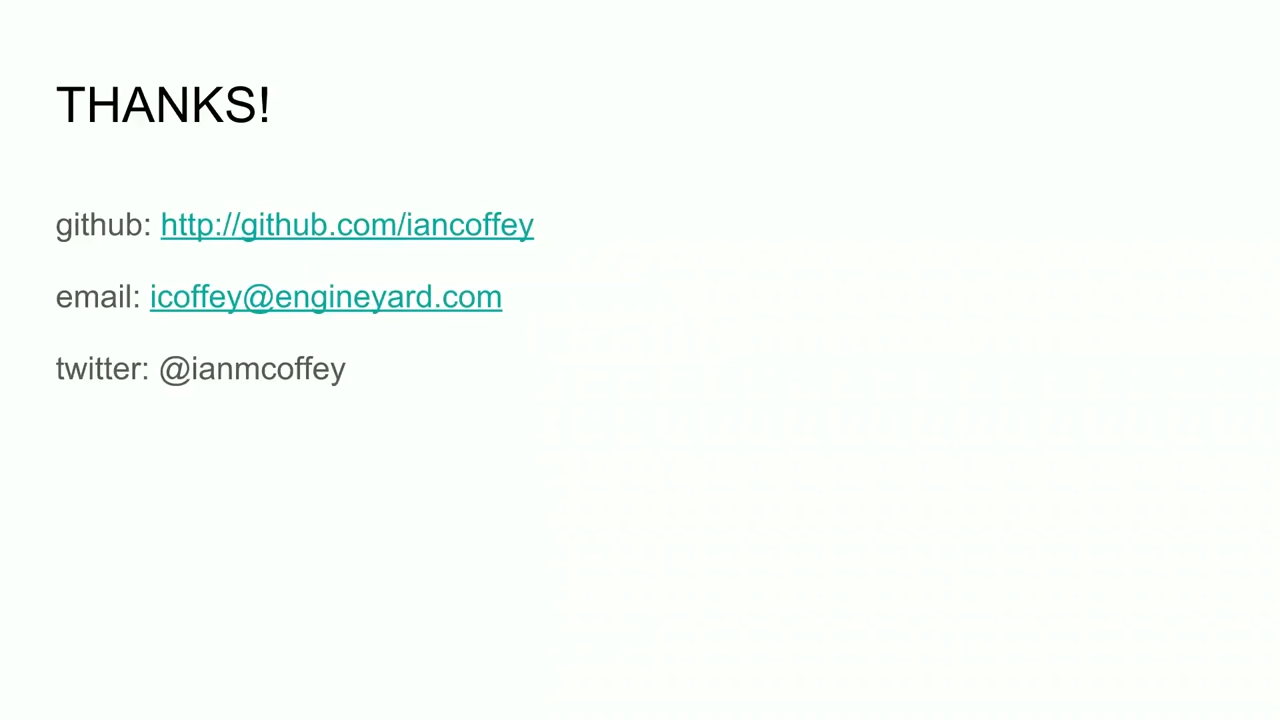 THANKS!
github: http://github.com/iancoffey
email: icoffey@engineyard.com
twitter: @ianmcoffey